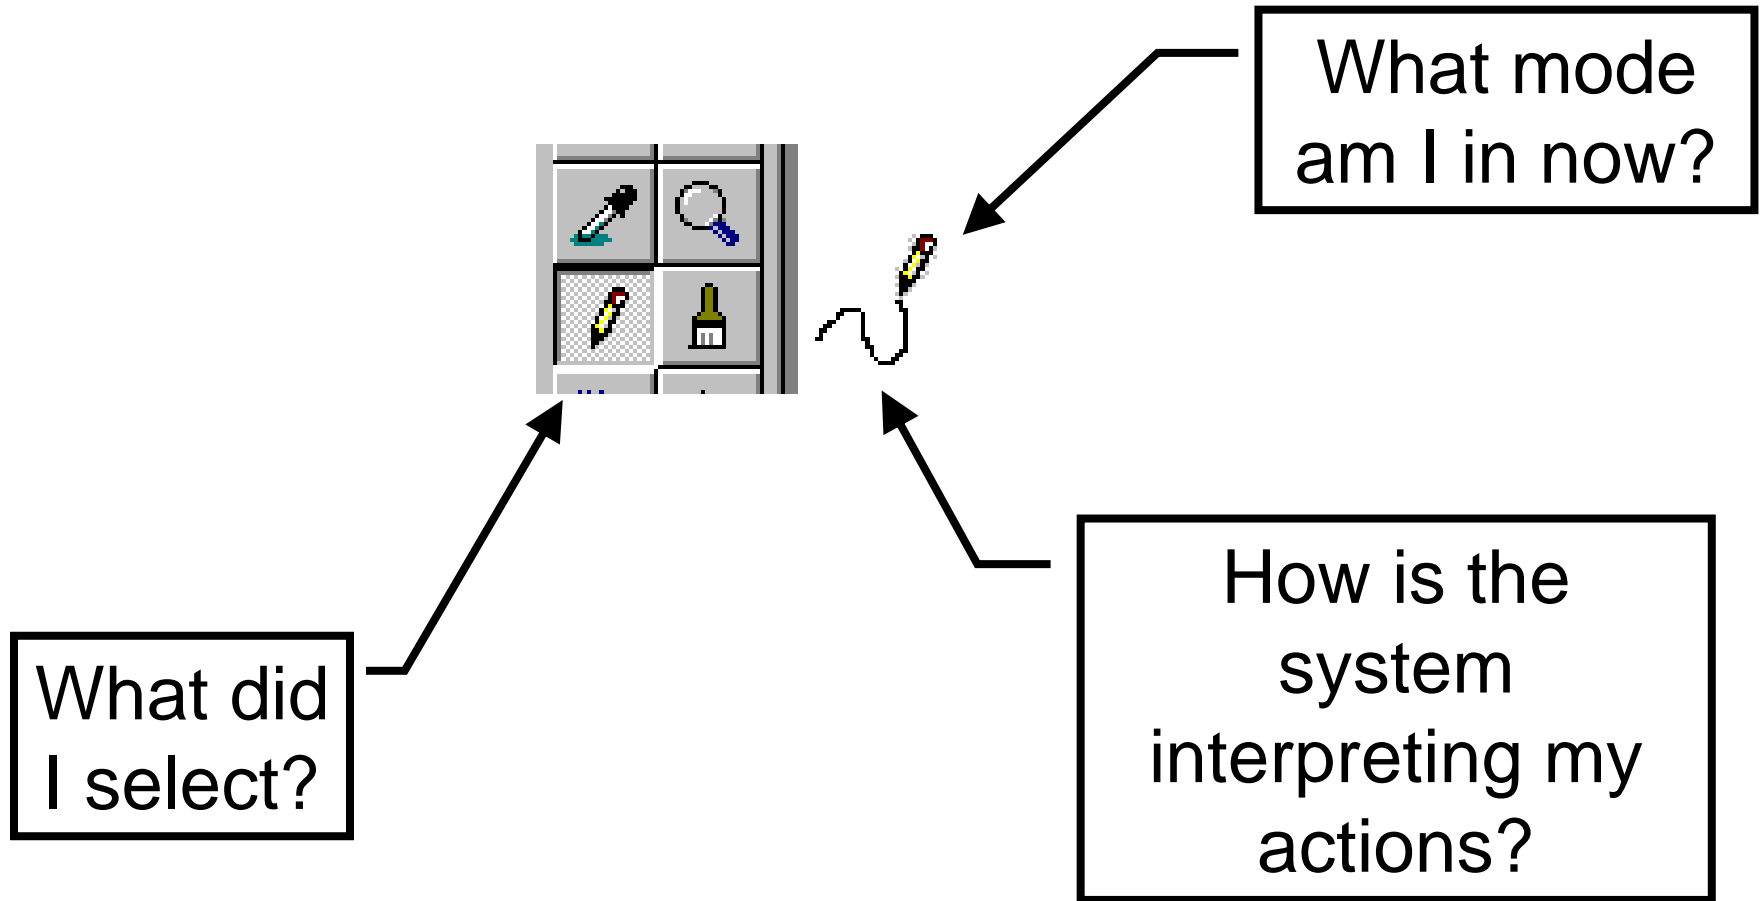 What mode
am I in now?
What did
I select?
How is the
system
interpreting my
actions?